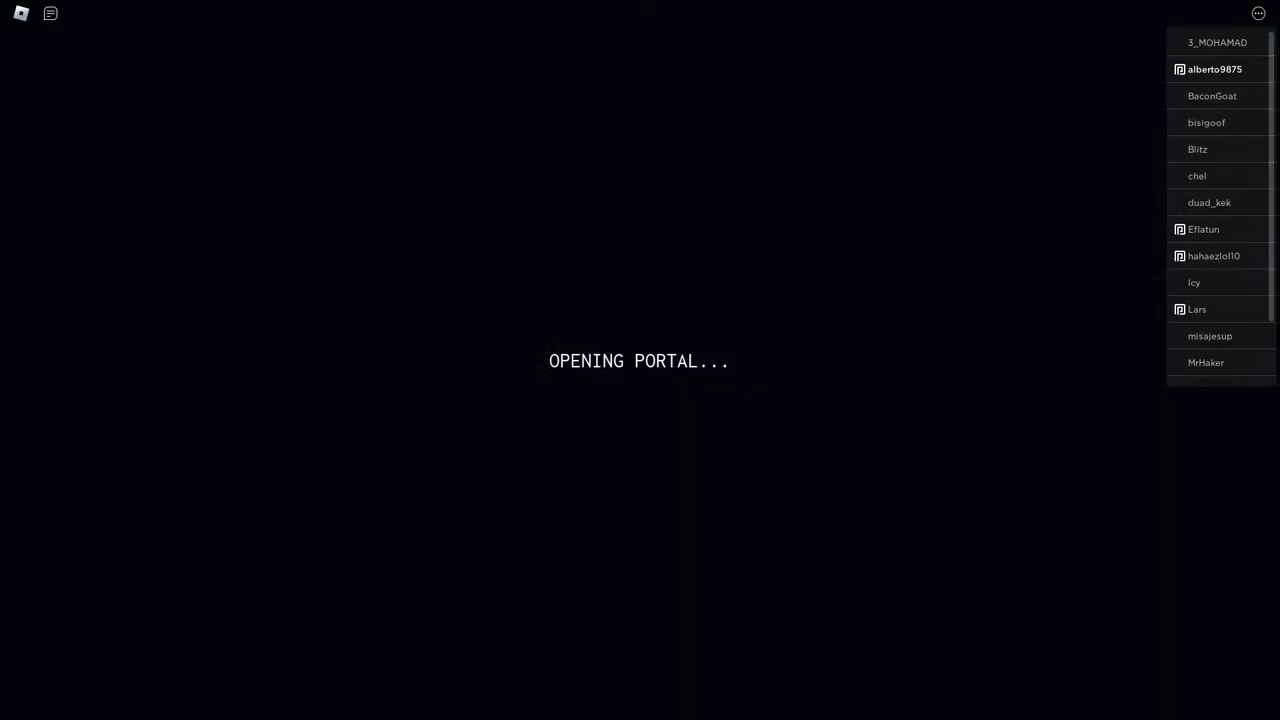 3_MOHAMAD
alberto9875
BaconGoat
bisigoof
Blitz
chel
duad_kek
Eflatun
hahaezlol10
Icy
Lars
misajesup
MrHaker
OPENING PORTAL...